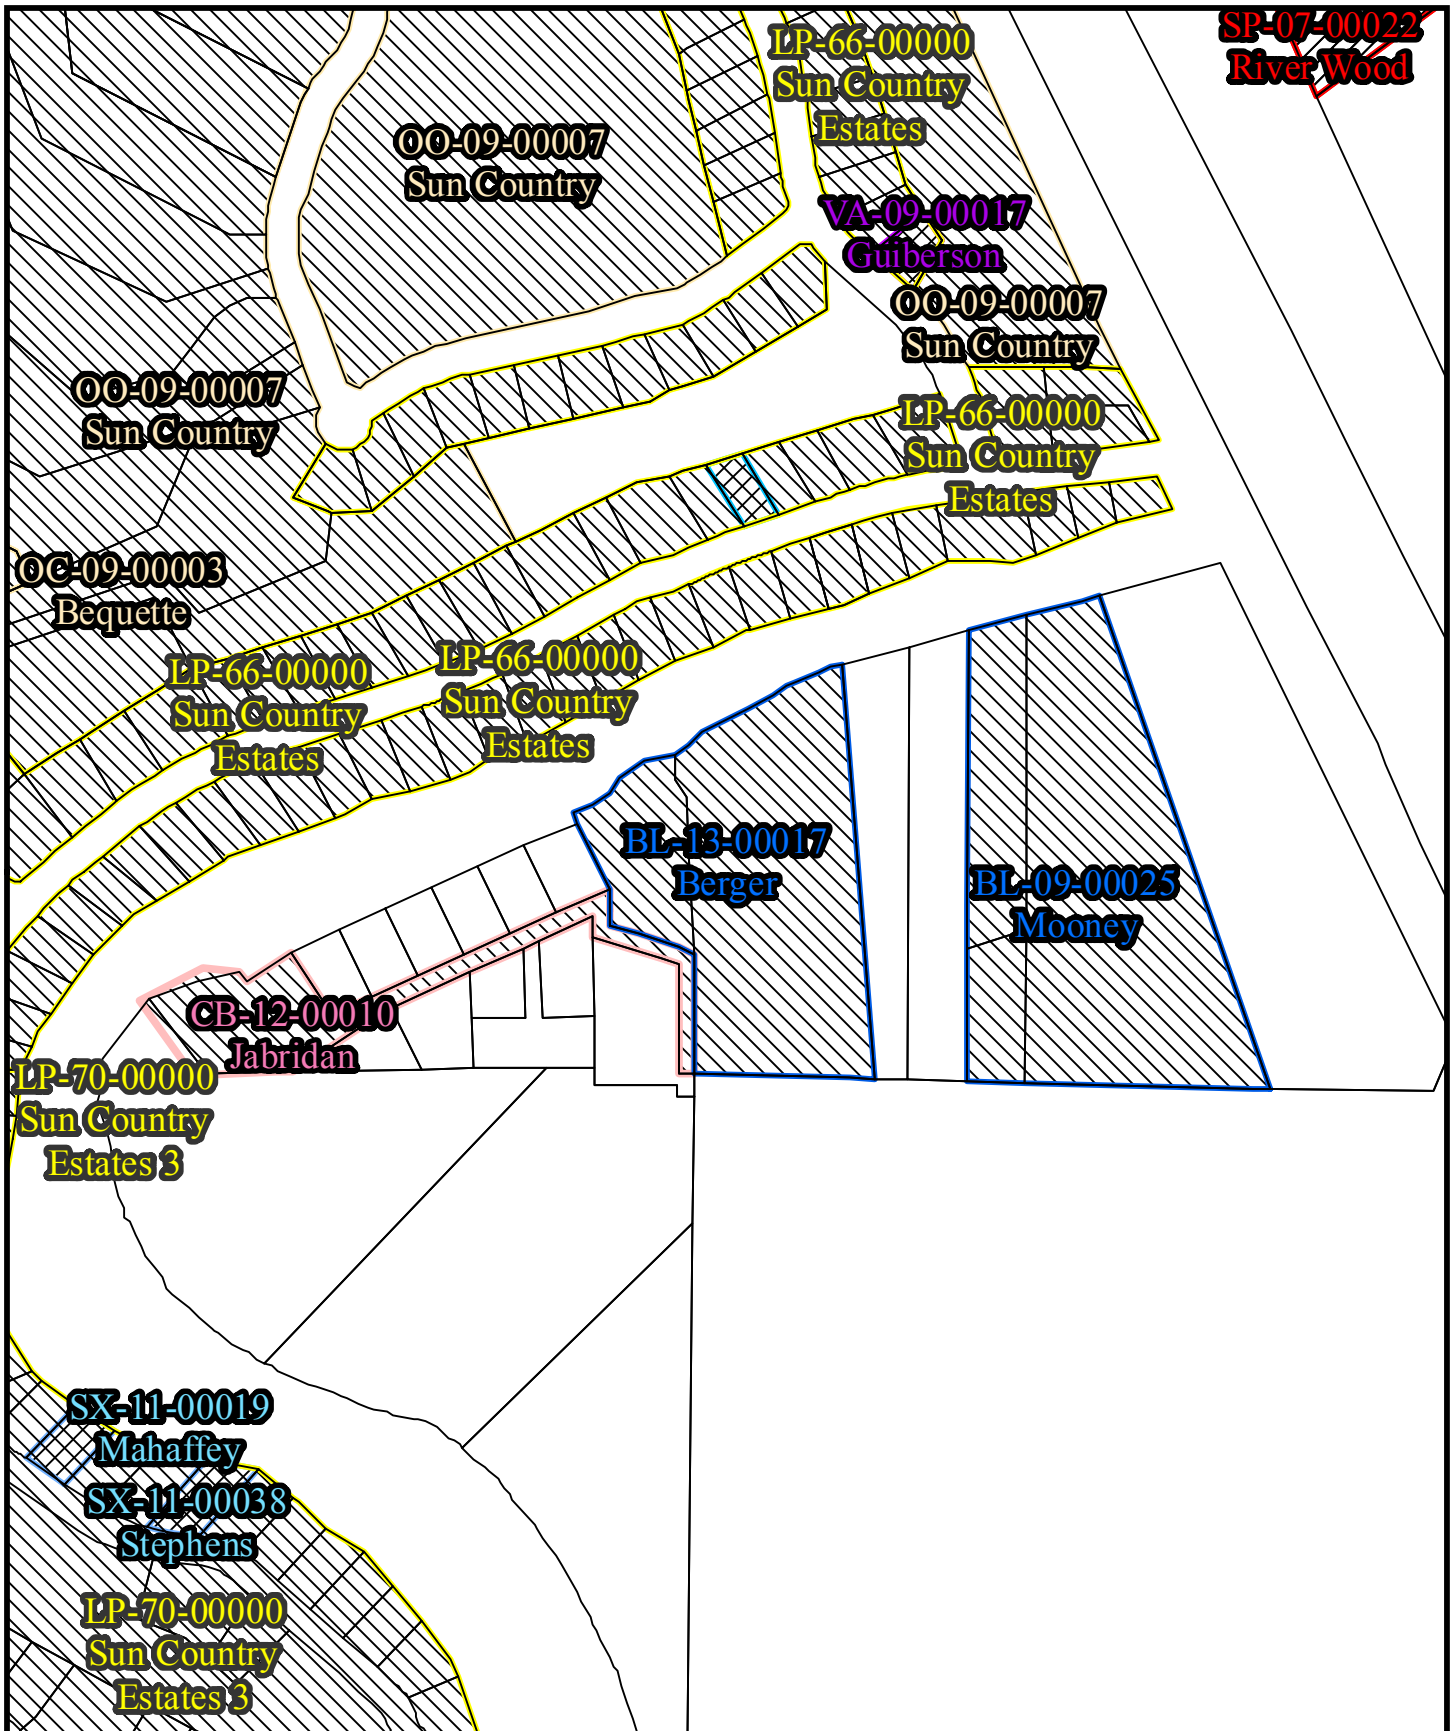 SP-07-00022
River Wood
LP-66-00000
Sun Country
Estates
OO-09-00007
Sun Country
VA-09-00017
Guiberson
OO-09-00007
Sun Country
OO-09-00007
Sun Country
LP-66-00000
Sun Country
Estates
OC-09-00003
Bequette
LP-66-00000
Sun Country
Estates
LP-66-00000
Sun Country
Estates
BL-13-00017
Berger
BL-09-00025
Mooney
CB-12-00010
Jabridan
LP-70-00000
Sun Country
Estates 3
SX-11-00019
Mahaffey
SX-11-00038
Stephens
LP-70-00000
Sun Country
Estates 3